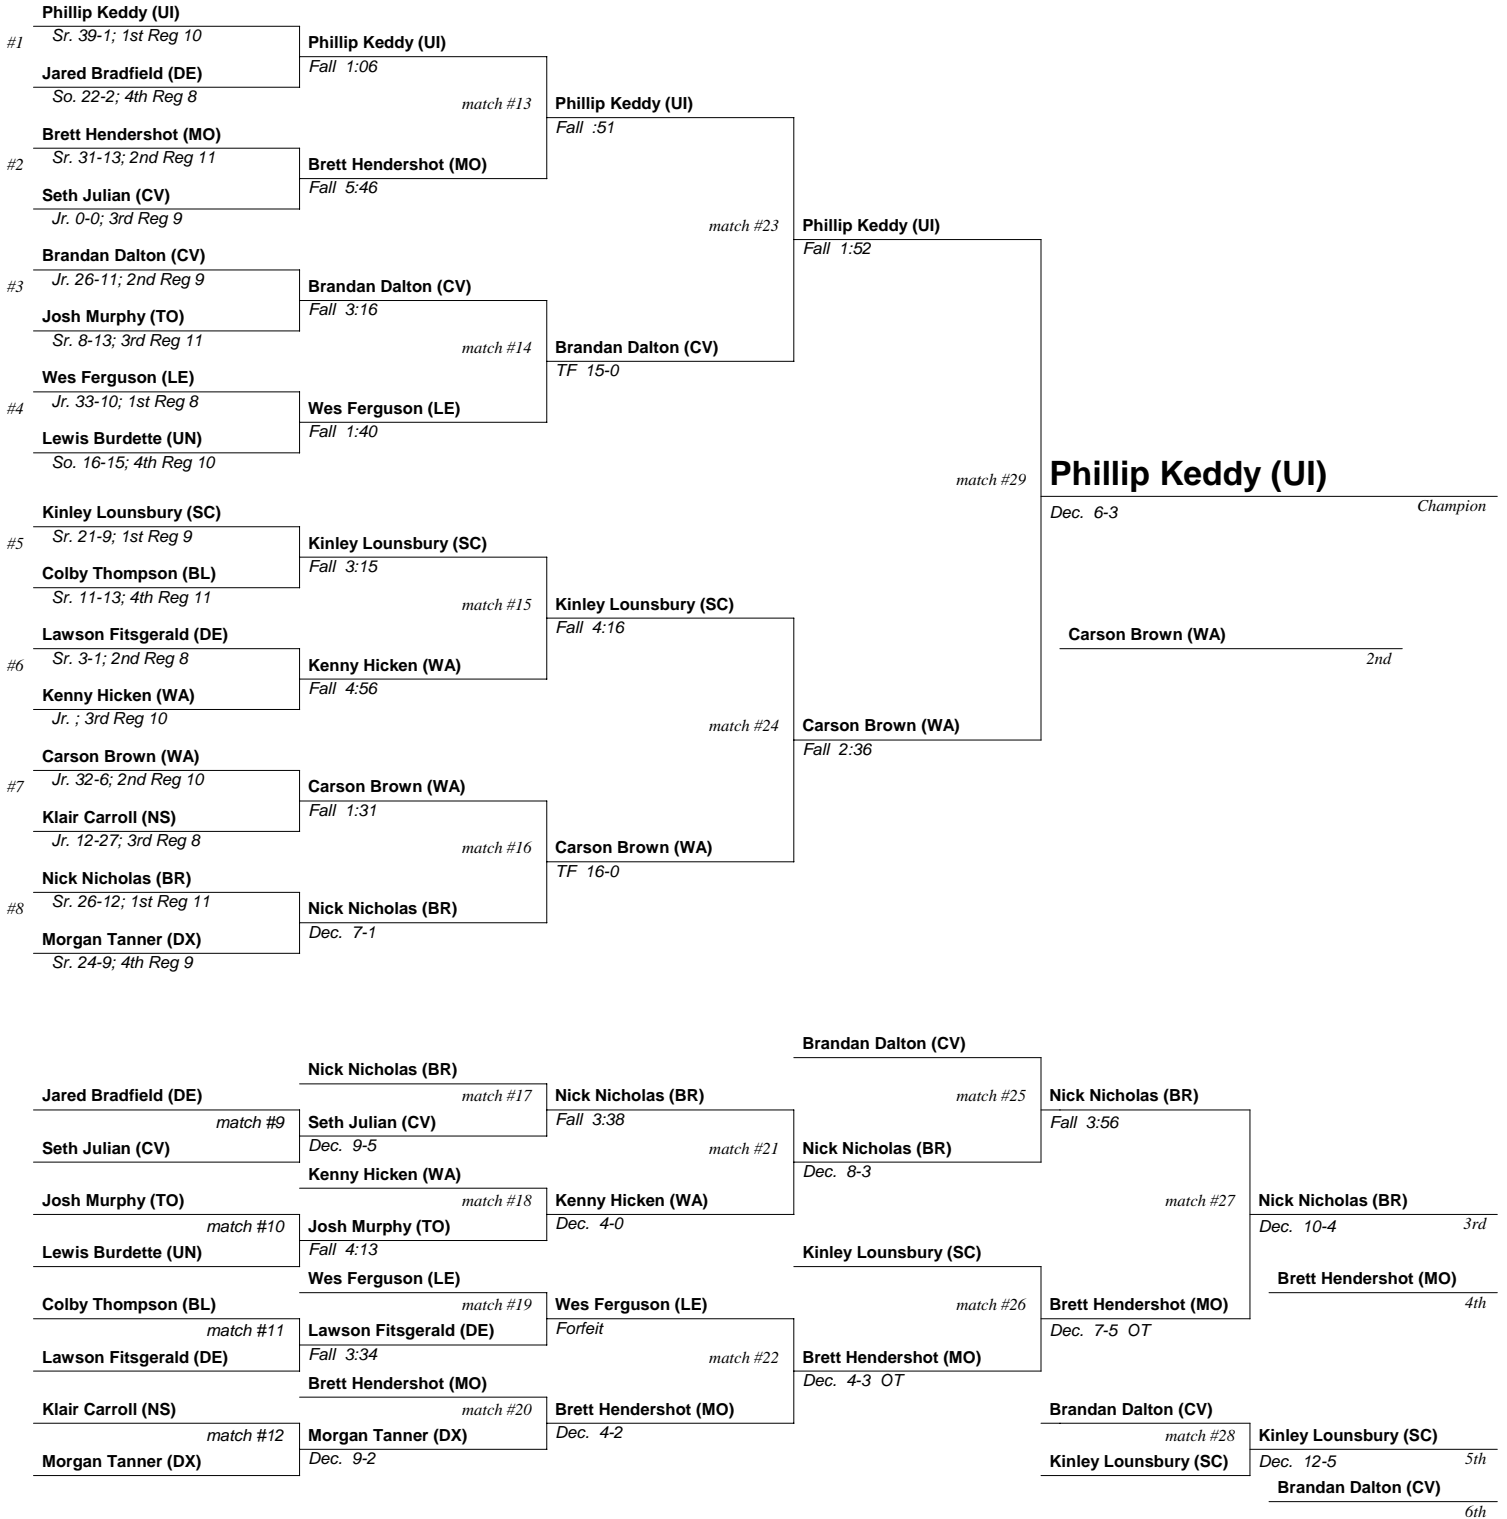 Phillip Keddy (UI)
#1
Sr. 39-1; 1st Reg 10
Jared Bradfield (DE)
So. 22-2; 4th Reg 8
Brett Hendershot (MO)
#2
Sr. 31-13; 2nd Reg 11
Seth Julian (CV)
Jr. 0-0; 3rd Reg 9
Brandan Dalton (CV)
#3
Jr. 26-11; 2nd Reg 9
Josh Murphy (TO)
Sr. 8-13; 3rd Reg 11
Wes Ferguson (LE)
#4
Jr. 33-10; 1st Reg 8
Lewis Burdette (UN)
So. 16-15; 4th Reg 10
Kinley Lounsbury (SC)
#5
Sr. 21-9; 1st Reg 9
Colby Thompson (BL)
Sr. 11-13; 4th Reg 11
Lawson Fitsgerald (DE)
#6
Sr. 3-1; 2nd Reg 8
Kenny Hicken (WA)
Jr. ; 3rd Reg 10
Carson Brown (WA)
#7
Jr. 32-6; 2nd Reg 10
Klair Carroll (NS)
Jr. 12-27; 3rd Reg 8
Nick Nicholas (BR)
#8
Sr. 26-12; 1st Reg 11
Morgan Tanner (DX)
Sr. 24-9; 4th Reg 9
Phillip Keddy (UI)
Fall 1:06
match #13
Brett Hendershot (MO)
Fall 5:46
Brandan Dalton (CV)
Fall 3:16
match #14
Wes Ferguson (LE)
Fall 1:40
Kinley Lounsbury (SC)
Fall 3:15
match #15
Kenny Hicken (WA)
Fall 4:56
Carson Brown (WA)
Fall 1:31
match #16
Nick Nicholas (BR)
Dec. 7-1
Phillip Keddy (UI)
Fall :51
match #23
Brandan Dalton (CV)
TF 15-0
Kinley Lounsbury (SC)
Fall 4:16
match #24
Carson Brown (WA)
TF 16-0
Phillip Keddy (UI)
Fall 1:52
match #29
Carson Brown (WA)
Fall 2:36
Phillip Keddy (UI)
Champion
Dec. 6-3
Carson Brown (WA)
2nd
Jared Bradfield (DE)
match #9
Seth Julian (CV)
Josh Murphy (TO)
match #10
Lewis Burdette (UN)
Colby Thompson (BL)
match #11
Lawson Fitsgerald (DE)
Klair Carroll (NS)
match #12
Morgan Tanner (DX)
Nick Nicholas (BR)
match #17
Seth Julian (CV)
Dec. 9-5
Kenny Hicken (WA)
match #18
Josh Murphy (TO)
Fall 4:13
Wes Ferguson (LE)
match #19
Lawson Fitsgerald (DE)
Fall 3:34
Brett Hendershot (MO)
match #20
Morgan Tanner (DX)
Dec. 9-2
Nick Nicholas (BR)
Fall 3:38
match #21
Kenny Hicken (WA)
Dec. 4-0
Wes Ferguson (LE)
Forfeit
match #22
Brett Hendershot (MO)
Dec. 4-2
Brandan Dalton (CV)
match #25
Nick Nicholas (BR)
Dec. 8-3
Kinley Lounsbury (SC)
match #26
Brett Hendershot (MO)
Dec. 4-3 OT
Nick Nicholas (BR)
Fall 3:56
match #27
Brett Hendershot (MO)
Dec. 7-5 OT
Nick Nicholas (BR)
Dec. 10-4
3rd
Brett Hendershot (MO)
4th
Brandan Dalton (CV)
match #28
Kinley Lounsbury (SC)
Kinley Lounsbury (SC)
Dec. 12-5
5th
Brandan Dalton (CV)
6th